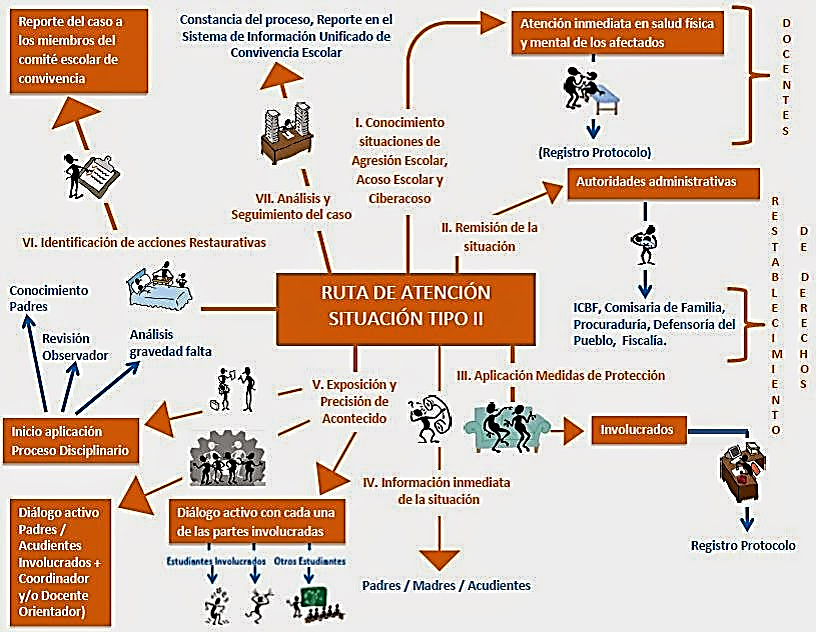 Reporte del caso a
los miembros del
comité escolar de
convivencia
Constancia del proceso, Reporte en el
Sistema de Información Unificado de
Convivencia Escolar
Atención inmediata en salud física
y mental de los afectados
DOCENTES
I. Conocimiento
situaciones de
Agresión Escolar,
Acoso Escolar y
Ciberacoso
(Registro Protocolo)
Autoridades administrativas
VII. Análisis y
Seguimiento del caso
II. Remisión de la
situación
RESTABLECIMIENTO
DE DERECHOS
VI. Identificación de acciones Restaurativas
RUTA DE ATENCIÓN
SITUACIÓN TIPO II
ICBF, Comisaria de Familia,
Procuraduría, Defensoría del
Pueblo, Fiscalía.
Conocimiento
Padres
Revisión
Observador
Análisis
gravedad falta
V. Exposición y
Precisión de
Acontecido
III. Aplicación Medidas de Protección
Inicio aplicación
Proceso Disciplinario
Involucrados
IV. Información inmediata
de la situación
Diálogo activo
Padres /
Acudientes
Involucrados +
Coordinador
y/o Docente
Orientador)
Diálogo activo con cada una
de las partes involucradas
Estudiantes Involucrados
Otros Estudiantes
Padres / Madres / Acudientes
Registro Protocolo